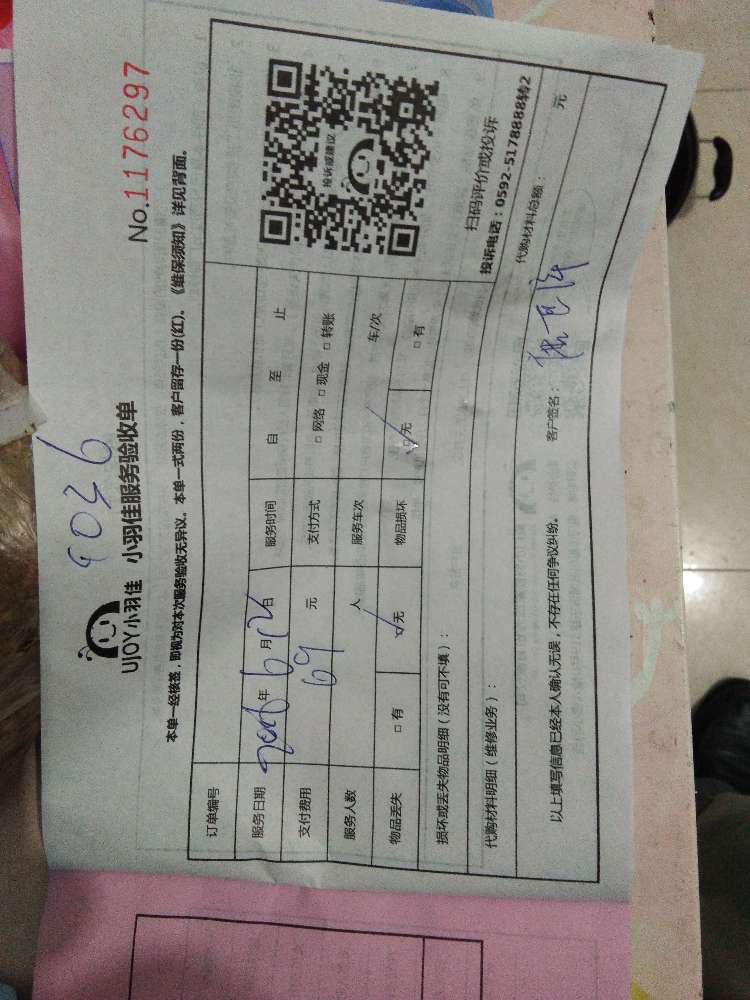 9036
UJOY小羽佳 小羽佳服务验收单
No.1176297
本单一经核签,即视为对本次服务验收无异议。本单一式两份,客户留存一份(红)。《维保须知》详见背面。
订单编号
服务日期 年 6 月 12 日 服务时间 自 至 止
支付费用 69 元 支付方式 □ 网络 □ 现金 □ 转账
服务人数 人 服务车次 车/次
物品丢失 □ 有 □ 无 物品损坏 □ 无 □ 有
投诉或建议
扫码评价或投诉
投诉电话:0592-5178888转2
损坏或丢失物品明细(没有可不填):
代购材料明细(维修业务): 代购材料总额: 元
以上填写信息已经本人确认无误,不存在任何争议纠纷。 客户签名: